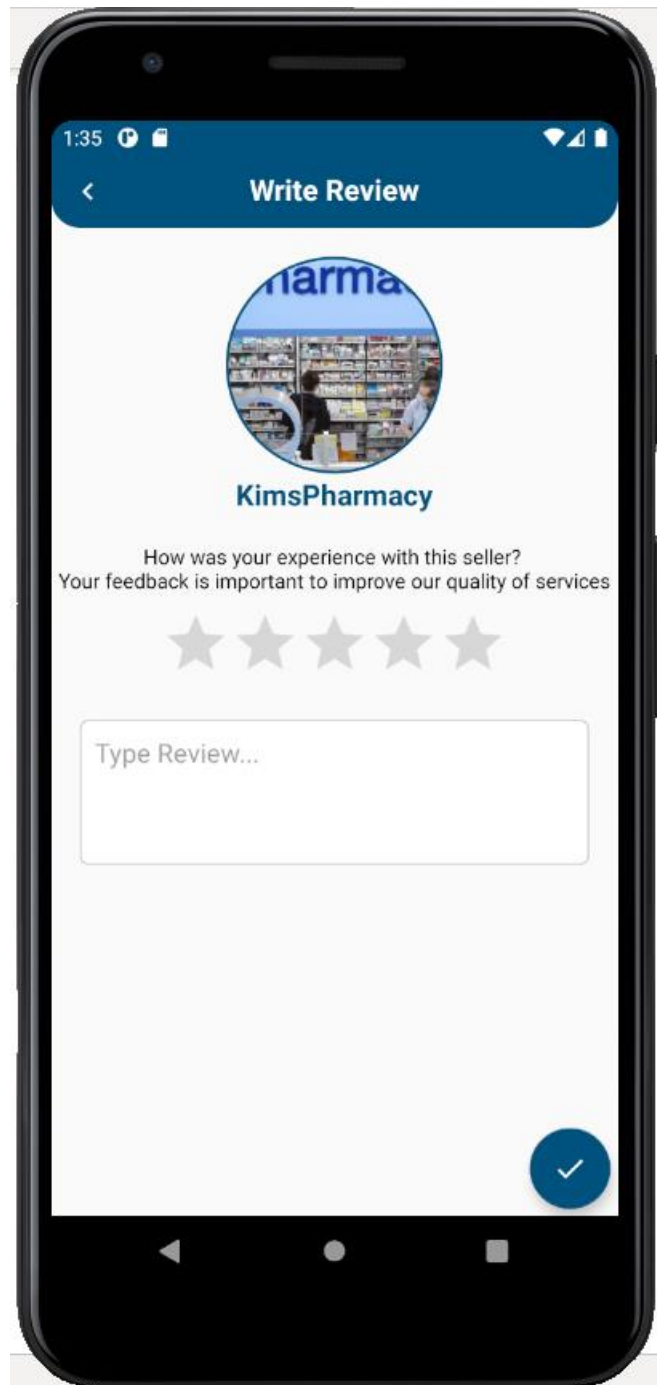 1:35
Write Review
harmac
KimsPharmacy
How was your experience with this seller?
Your feedback is important to improve our quality of services
Type Review...